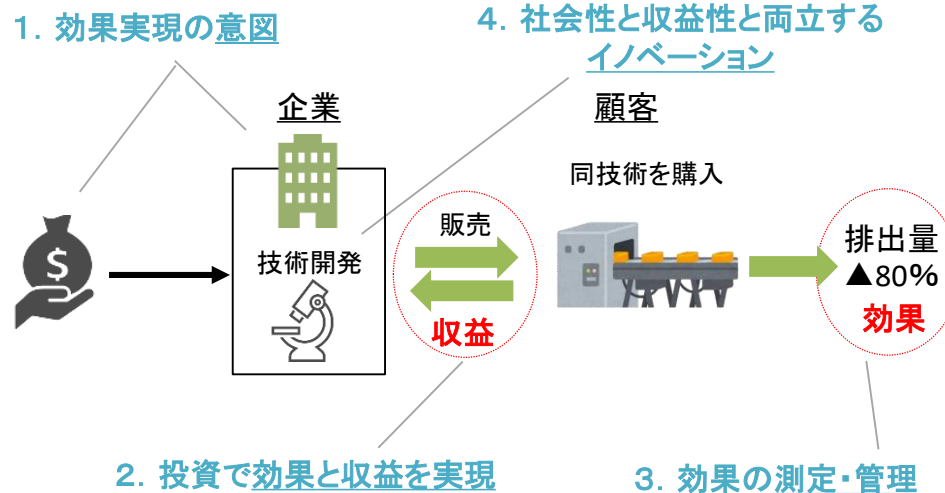 1．効果実現の意図
4．社会性と収益性と両立する
イノベーション
企業
顧客
同技術を購入
$
技術開発
販売
収益
排出量
▲80%
効果
2．投資で効果と収益を実現
3．効果の測定・管理